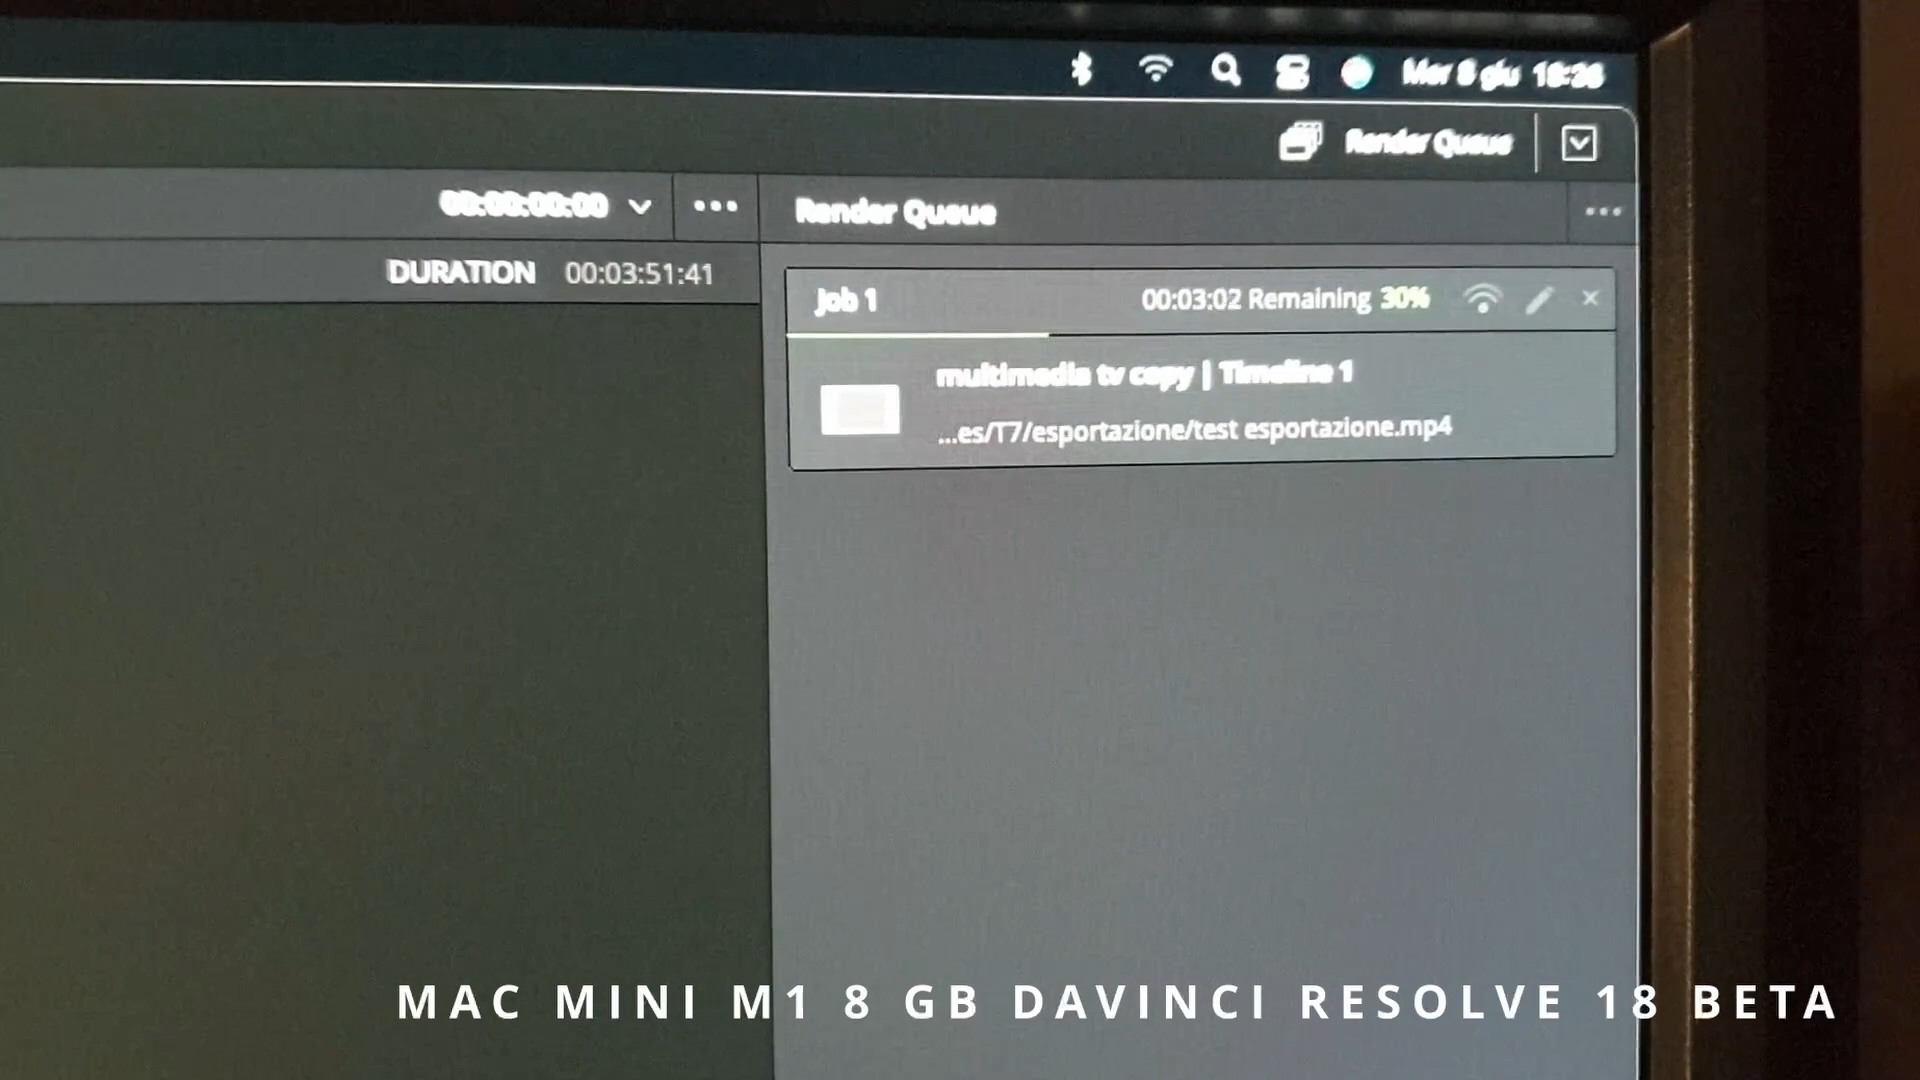 Mer 8 giu 18:36
Render Queue
00:00:00:00
Render Queue
DURATION 00:03:51:41
Job 1 00:03:02 Remaining 30%
multimedia tv copy | Timeline 1
...es/T7/esportazione/test esportazione.mp4
MAC MINI M1 8 GB DAVINCI RESOLVE 18 BETA